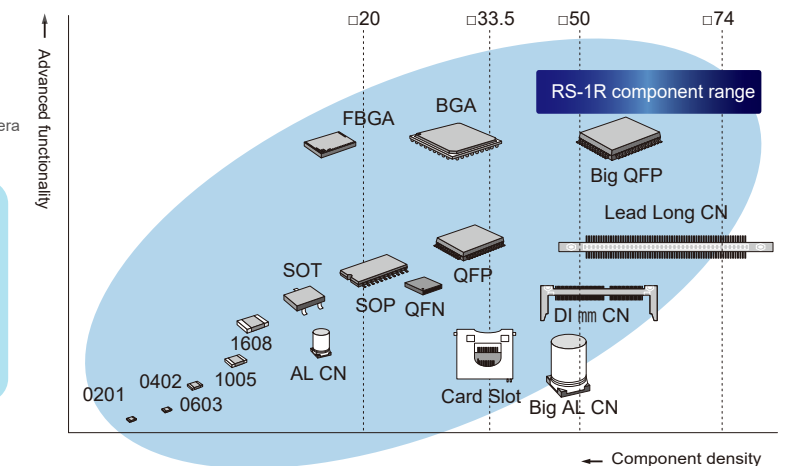 □20
□33.5
□50
□74
Advanced functionality
era
RS-1R component range
FBGA
BGA
Big QFP
Lead Long CN
SOT
SOP
QFN
QFP
DI ㎜ CN
1608
AL CN
1005
0402
0201
0603
Card Slot
Big AL CN
Component density